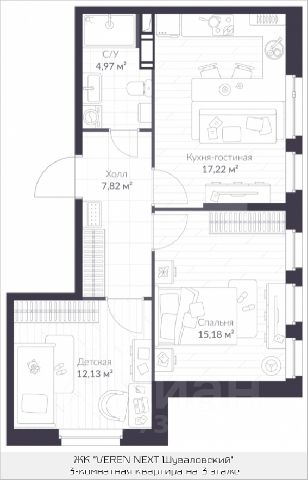 С/У
4,97 м²
Кухня-гостиная
17,22 м²
Холл
7,82 м²
Спальня
15,18 м²
Детская
12,13 м²
ЖК "VEREN NEXT Шуваловский"
3-комнатная квартира на 3 этаже